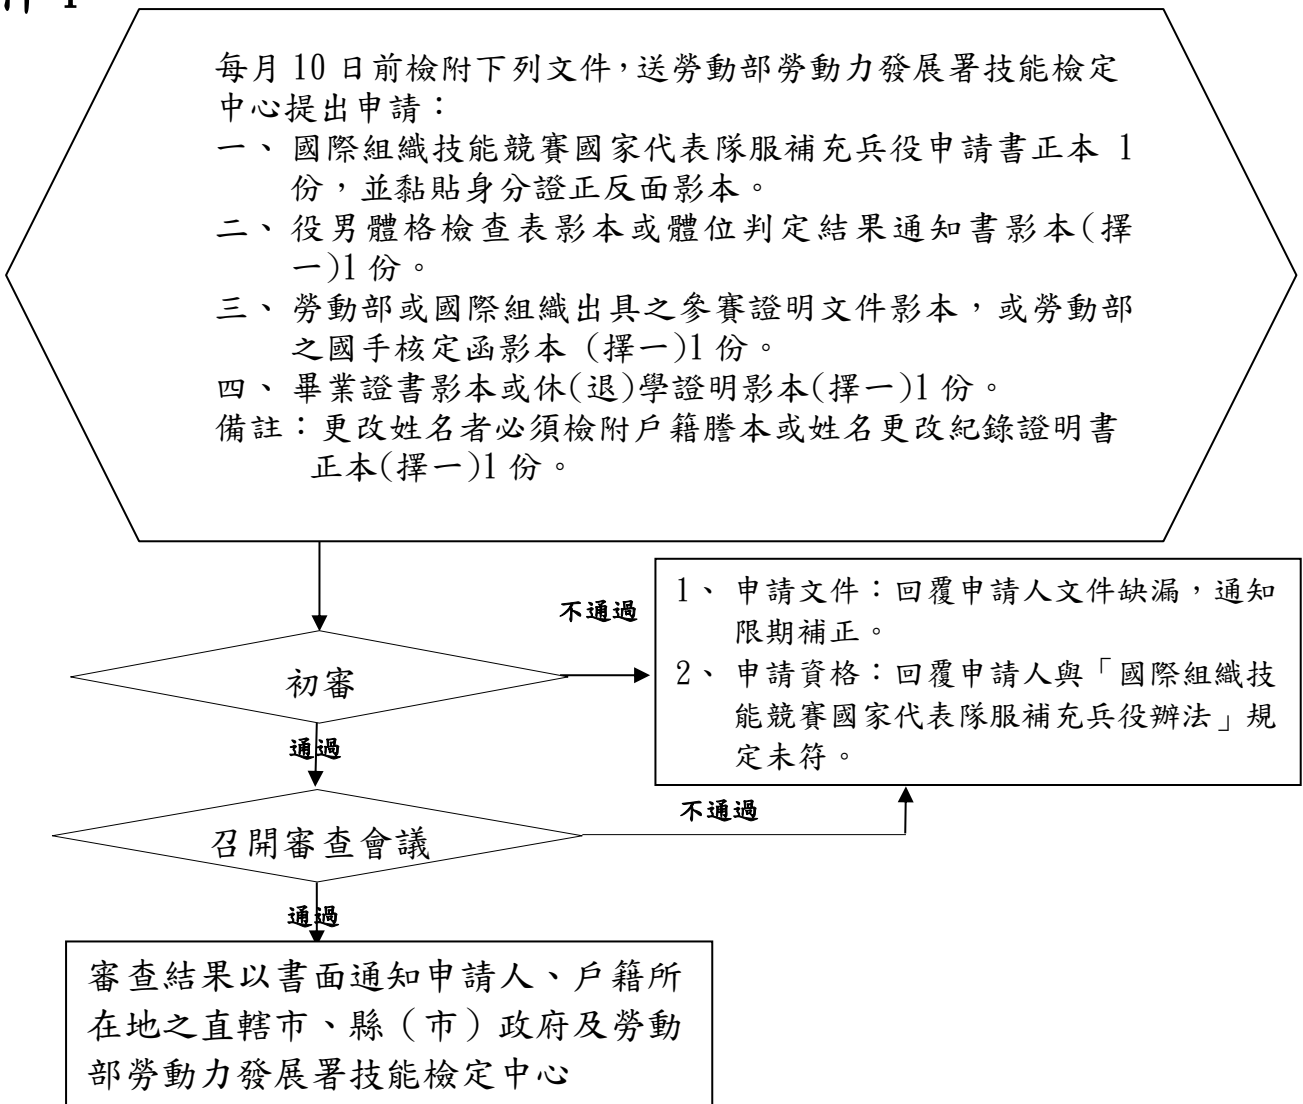 件 1
每月 10 日前檢附下列文件，送勞動部勞動力發展署技能檢定
中心提出申請：
一、 國際組織技能競賽國家代表隊服補充兵役申請書正本 1
份，並黏貼身分證正反面影本。
二、 役男體格檢查表影本或體位判定結果通知書影本(擇
一)1 份。
三、 勞動部或國際組織出具之參賽證明文件影本，或勞動部
之國手核定函影本 (擇一)1 份。
四、 畢業證書影本或休(退)學證明影本(擇一)1 份。
備註：更改姓名者必須檢附戶籍謄本或姓名更改紀錄證明書
正本(擇一)1 份。
不通過
1、 申請文件：回覆申請人文件缺漏，通知
限期補正。
2、 申請資格：回覆申請人與「國際組織技
能競賽國家代表隊服補充兵役辦法」規
定未符。
初審
通過
不通過
召開審查會議
通過
審查結果以書面通知申請人、戶籍所
在地之直轄市、縣（市）政府及勞動
部勞動力發展署技能檢定中心